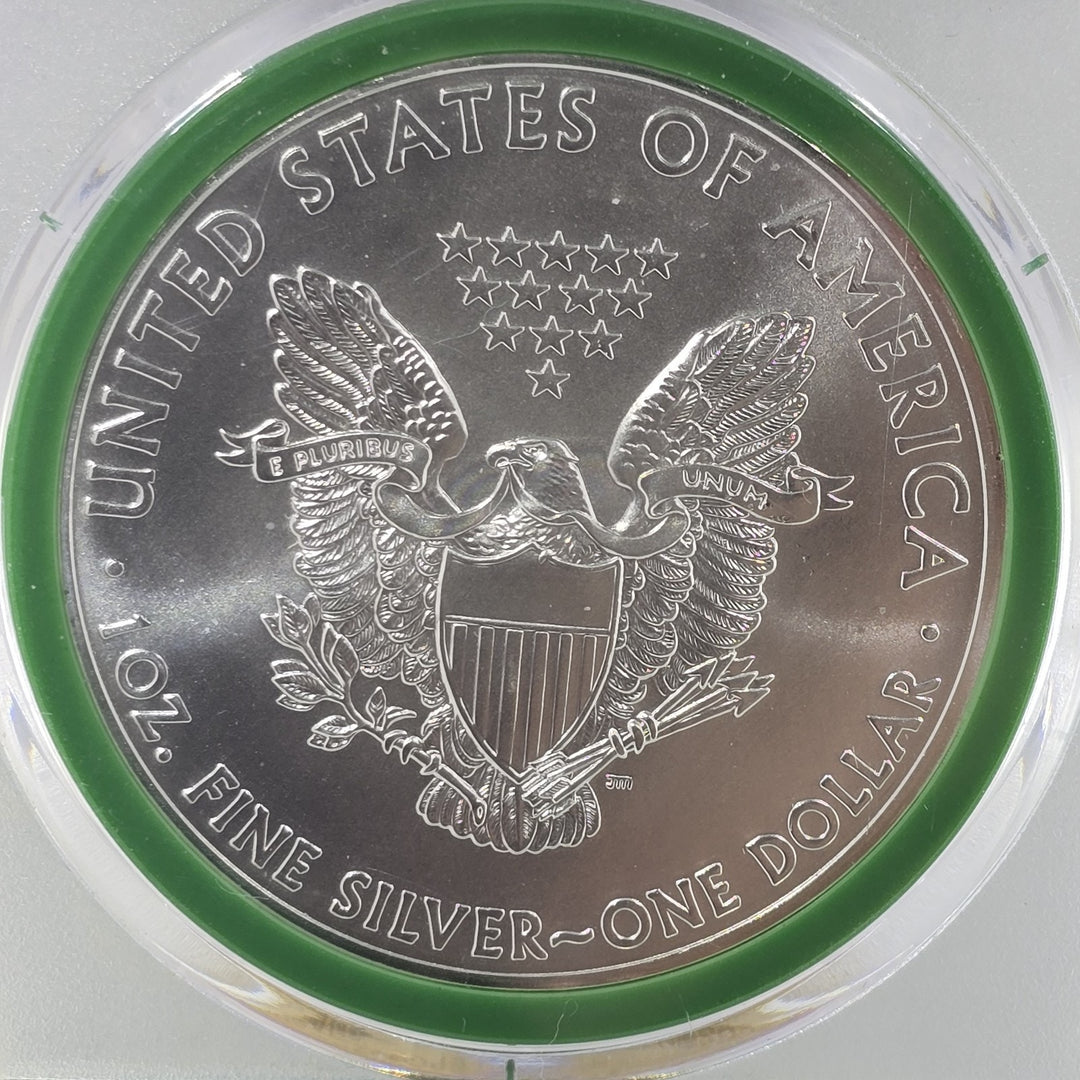 UNITED STATES OF AMERICA
E PLURIBUS
UNUM
JM
· 1 OZ. FINE SILVER~ONE DOLLAR ·